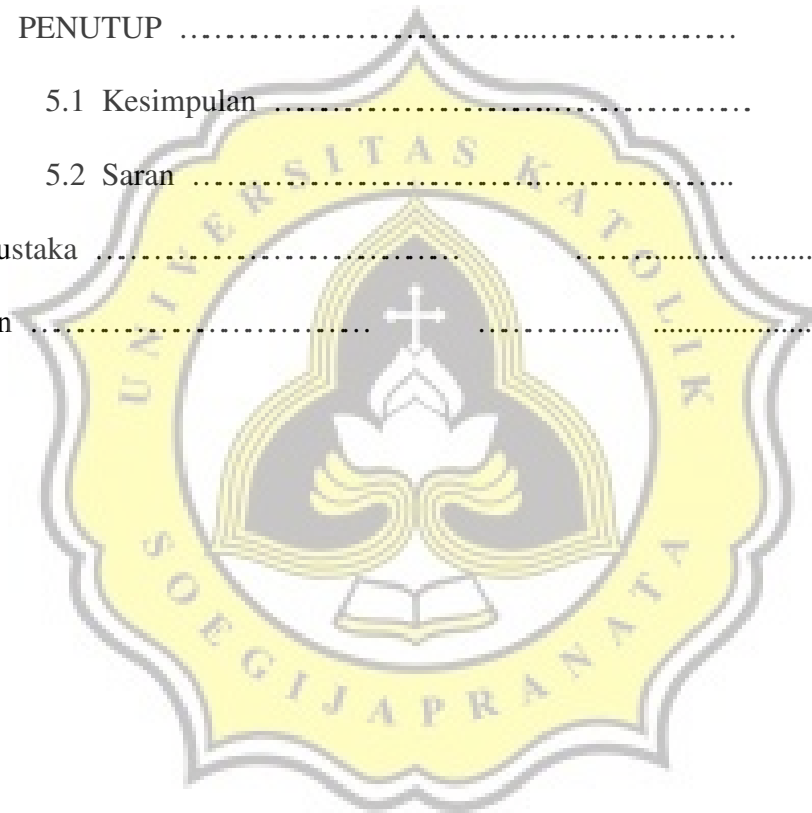 PENUTUP ……………………………..…………………
5.1 Kesimpulan ……………………….…………………
5.2 Saran ………………………………………………..
ustaka ………………………………… ……........... .........
n ……………………………… ………...... .....................
UNIVERSITAS KATOLIK
SOEGIJAPRANATA